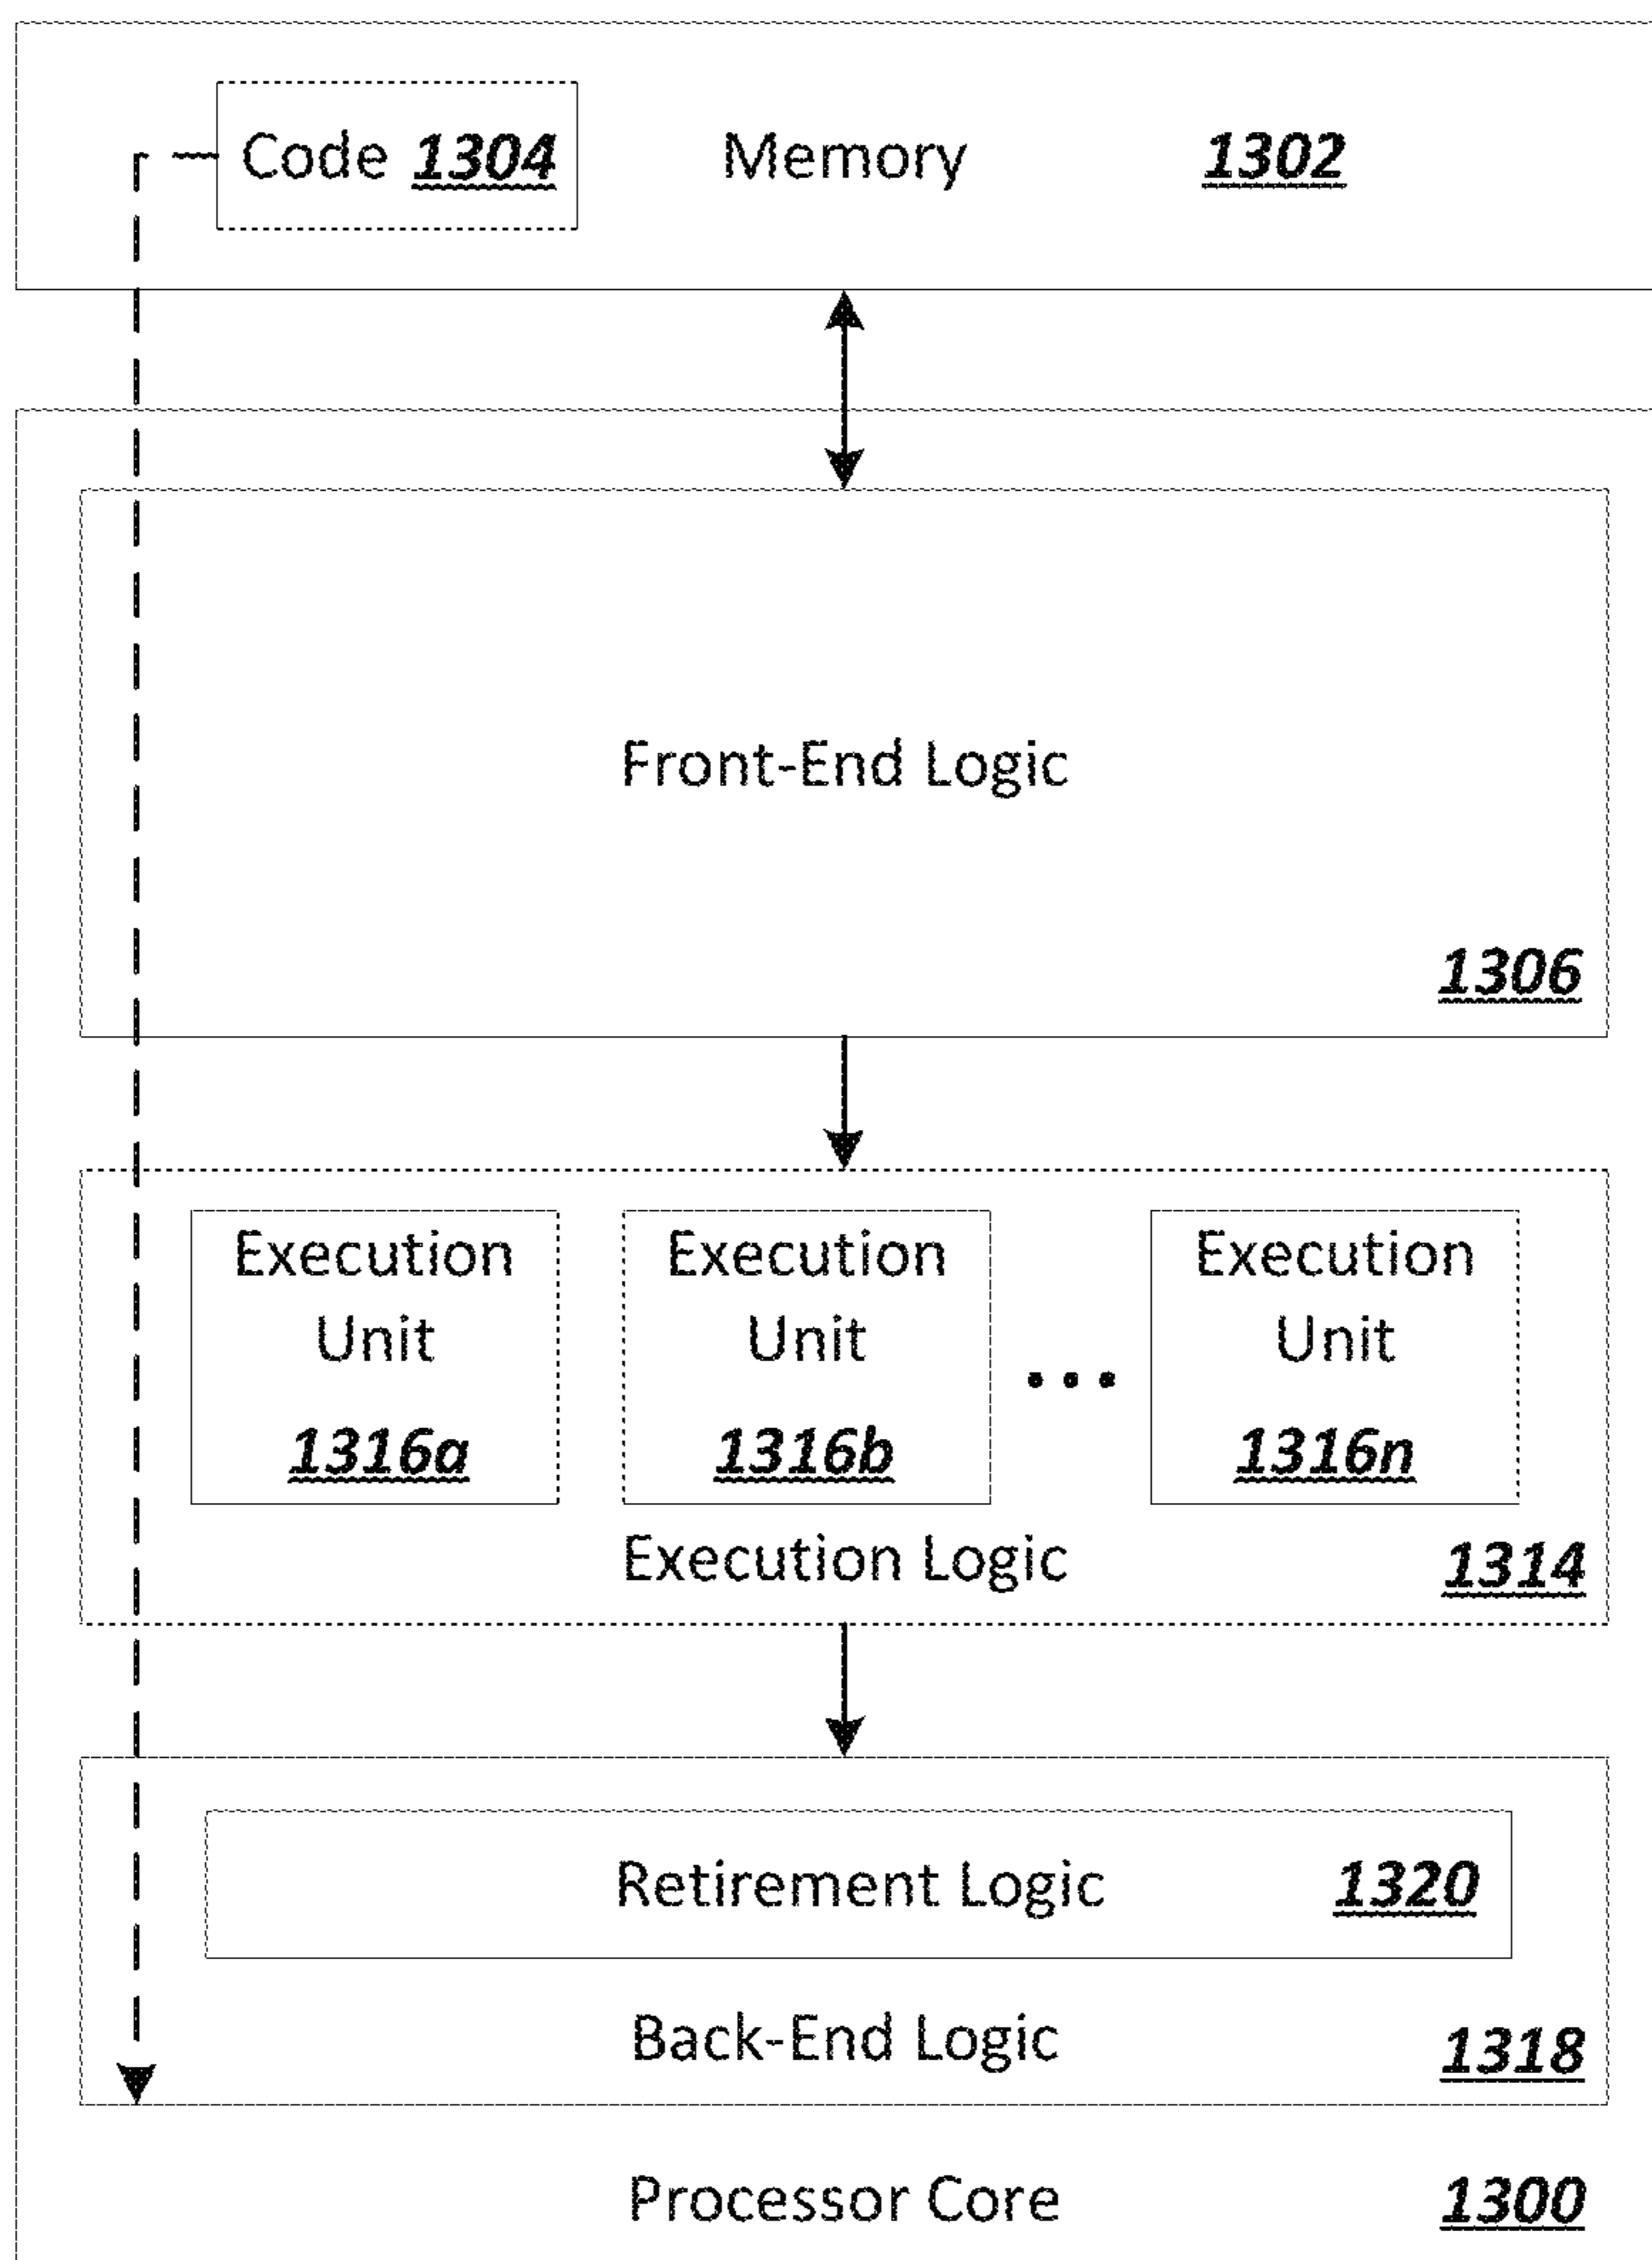 Code 1304 Memory 1302
Front-End Logic
1306
Execution Execution Execution
Unit Unit ... Unit
1316a 1316b 1316n
Execution Logic 1314
Retirement Logic 1320
Back-End Logic 1318
Processor Core 1300